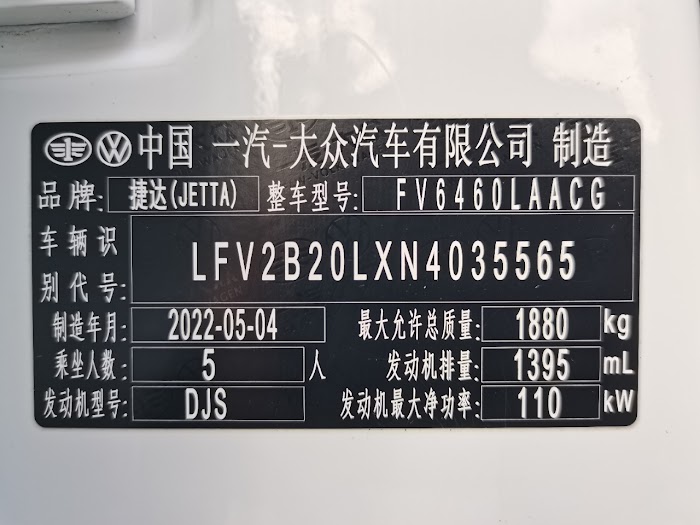 中国 一汽-大众汽车有限公司 制造
品牌: 捷达(JETTA) 整车型号: FV6460LAACG
车辆识别代号: LFV2B20LXN4035565
制造年月: 2022-05-04 最大允许总质量: 1880 kg
乘坐人数: 5 人 发动机排量: 1395 mL
发动机型号: DJS 发动机最大净功率: 110 kW